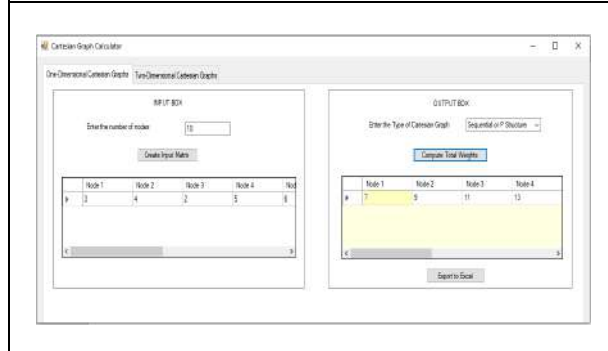 Cartesian Graph Calculator
One-Dimensional Cartesian Graphs Two-Dimensional Cartesian Graphs
INPUT BOX
Enter the number of nodes 10
Create Input Matrix
Node 1 Node 2 Node 3 Node 4 Nod
3 4 2 5 6
OUTPUT BOX
Enter the Type of Cartesian Graph Sequential or P Structure
Compute Total Weights
Node 1 Node 2 Node 3 Node 4
7 9 11 13
Export to Excel